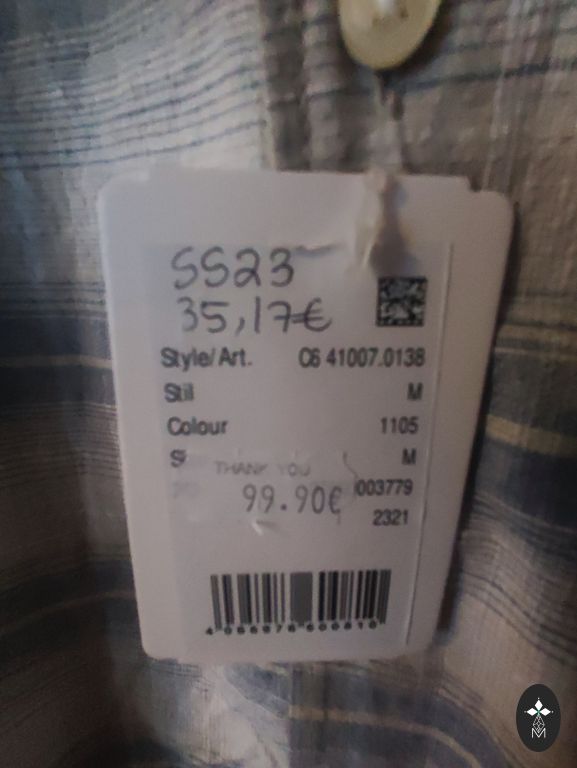 SS23
35,17€
Style/Art. C6 41007.0138
Stil M
Colour 1105
M
THANK YOU
99.90€ 003779
2321